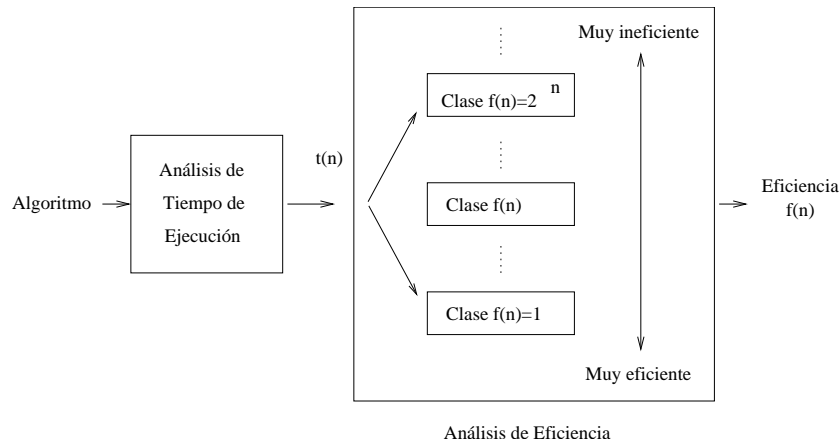 Algoritmo
Análisis de
Tiempo de
Ejecución
t(n)
Clase f(n)=2 n
Clase f(n)
Clase f(n)=1
Muy ineficiente
Muy eficiente
Eficiencia
f(n)
Análisis de Eficiencia